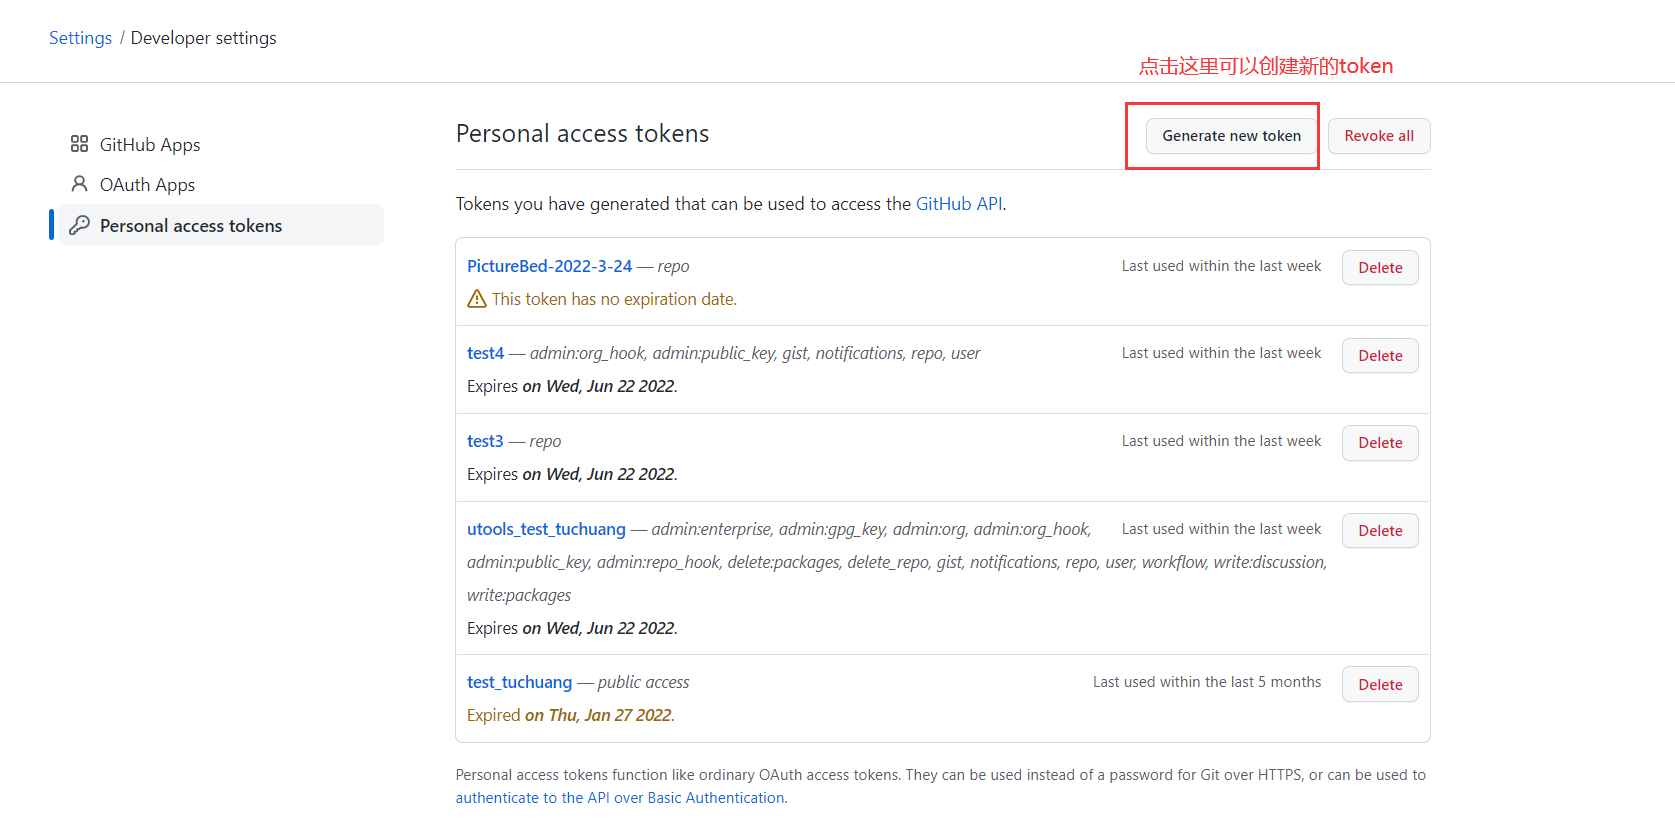 Settings / Developer settings
点击这里可以创建新的token
GitHub Apps
OAuth Apps
Personal access tokens
Personal access tokens
Generate new token
Revoke all
Tokens you have generated that can be used to access the GitHub API.
PictureBed-2022-3-24 — repo
Last used within the last week
Delete
This token has no expiration date.
test4 — admin:org_hook, admin:public_key, gist, notifications, repo, user
Last used within the last week
Delete
Expires on Wed, Jun 22 2022.
test3 — repo
Last used within the last week
Delete
Expires on Wed, Jun 22 2022.
utools_test_tuchuang — admin:enterprise, admin:gpg_key, admin:org, admin:org_hook,
Last used within the last week
Delete
admin:public_key, admin:repo_hook, delete:packages, delete_repo, gist, notifications, repo, user, workflow, write:discussion,
write:packages
Expires on Wed, Jun 22 2022.
test_tuchuang — public access
Last used within the last 5 months
Delete
Expired on Thu, Jan 27 2022.
Personal access tokens function like ordinary OAuth access tokens. They can be used instead of a password for Git over HTTPS, or can be used to
authenticate to the API over Basic Authentication.